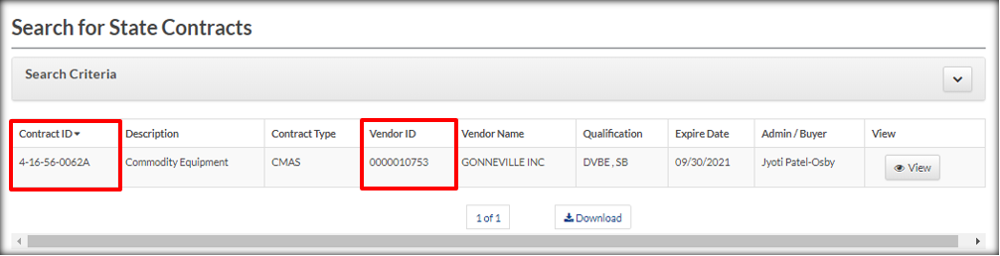 Search for State Contracts
Search Criteria
Contract ID Description Contract Type Vendor ID Vendor Name Qualification Expire Date Admin / Buyer View
4-16-56-0062A Commodity Equipment CMAS 0000010753 GONNEVILLE INC DVBE , SB 09/30/2021 Jyoti Patel-Osby View
1 of 1 Download